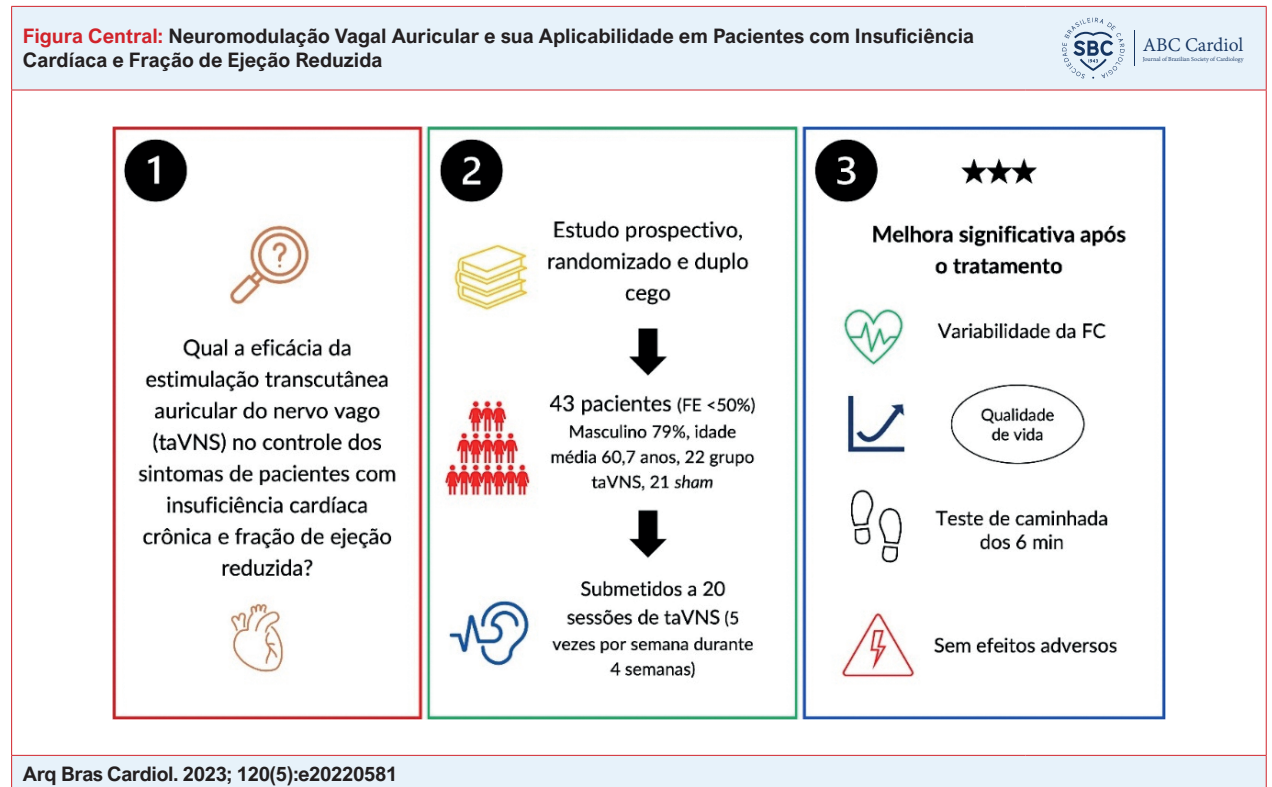 Figura Central: Neuromodulação Vagal Auricular e sua Aplicabilidade em Pacientes com Insuficiência
Cardíaca e Fração de Ejeção Reduzida
SOCIEDADE BRASILEIRA DE CARDIOLOGIA
SBC
1943
ABC Cardiol
Journal of Brazilian Society of Cardiology
1
?
Qual a eficácia da
estimulação transcutânea
auricular do nervo vago
(taVNS) no controle dos
sintomas de pacientes com
insuficiência cardíaca
crônica e fração de ejeção
reduzida?
2
Estudo prospectivo,
randomizado e duplo
cego
43 pacientes (FE <50%)
Masculino 79%, idade
média 60,7 anos, 22 grupo
taVNS, 21 sham
Submetidos a 20
sessões de taVNS (5
vezes por semana durante
4 semanas)
3
★★★
Melhora significativa após
o tratamento
Variabilidade da FC
Qualidade
de vida
Teste de caminhada
dos 6 min
Sem efeitos adversos
Arq Bras Cardiol. 2023; 120(5):e20220581